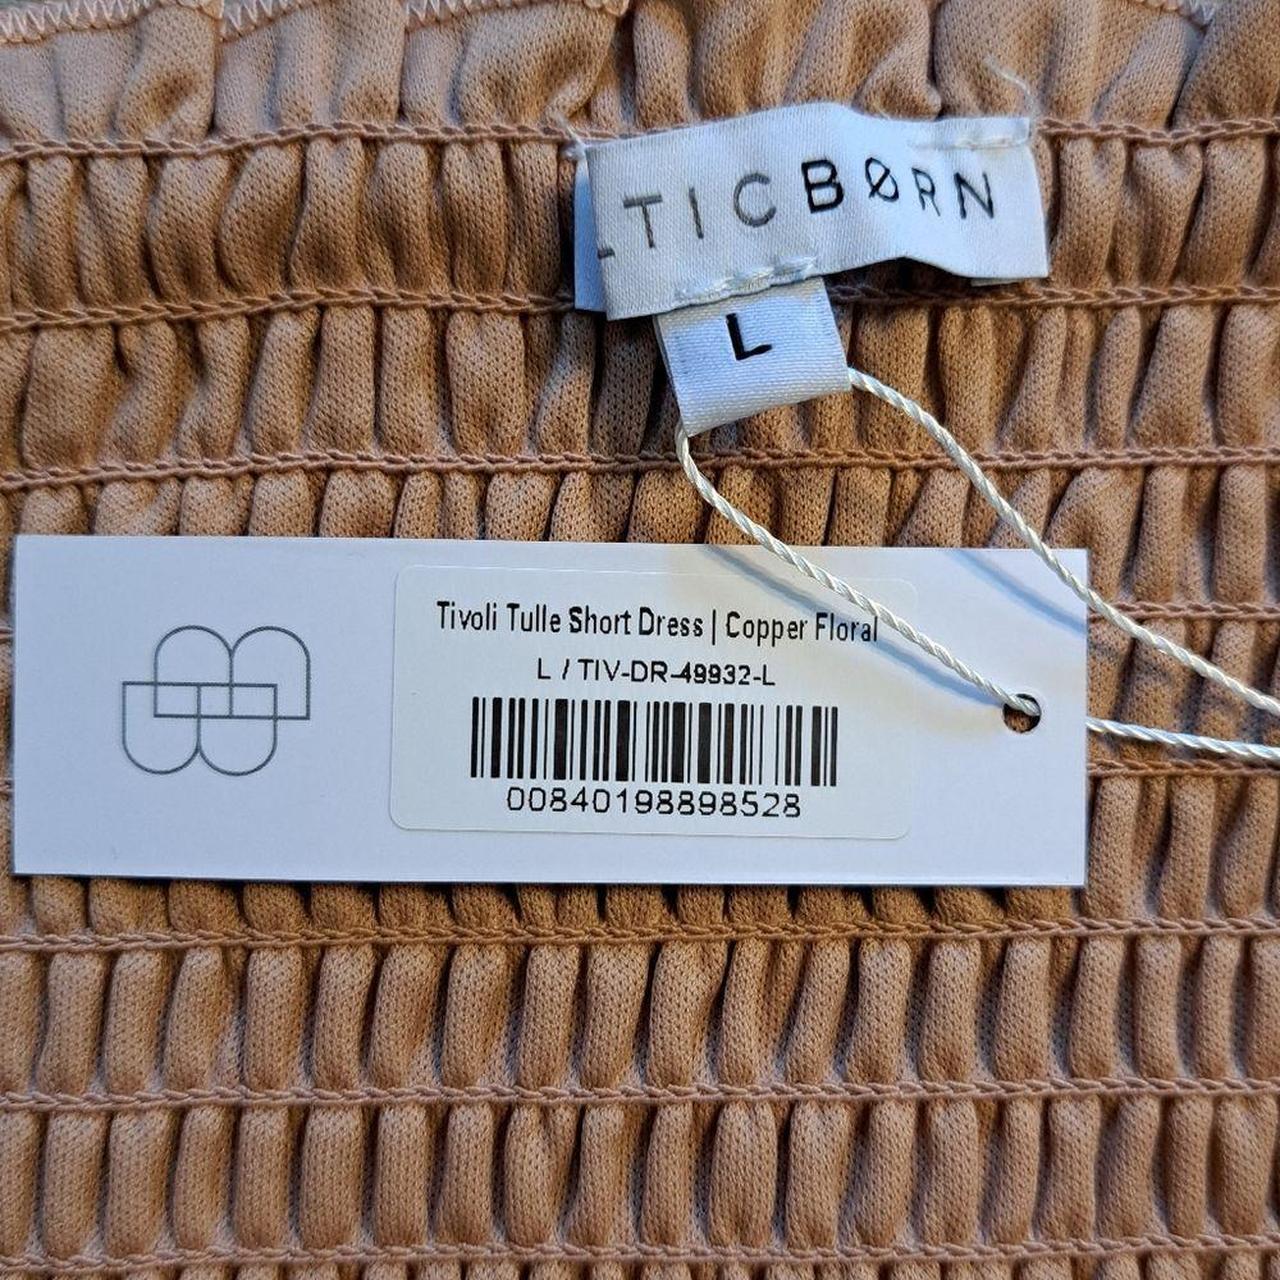 LTICBØRN
L
Tivoli Tulle Short Dress | Copper Floral
L / TIV-DR-49932-L
00840198898528